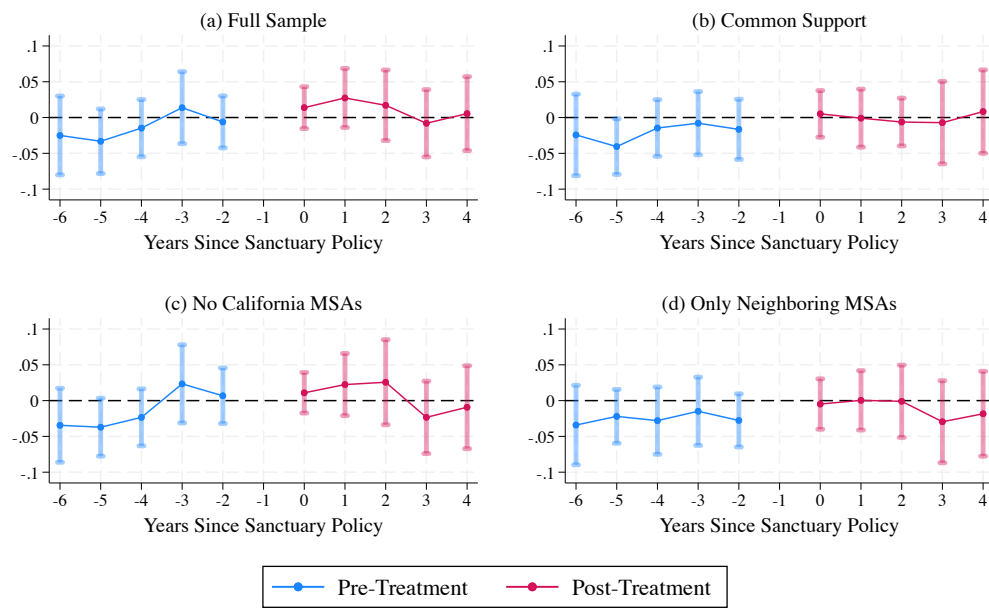 (a) Full Sample
.1
.05
0
-.05
-.1
-6 -5 -4 -3 -2 -1 0 1 2 3 4
Years Since Sanctuary Policy
(b) Common Support
.1
.05
0
-.05
-.1
-6 -5 -4 -3 -2 -1 0 1 2 3 4
Years Since Sanctuary Policy
(c) No California MSAs
.1
.05
0
-.05
-.1
-6 -5 -4 -3 -2 -1 0 1 2 3 4
Years Since Sanctuary Policy
(d) Only Neighboring MSAs
.1
.05
0
-.05
-.1
-6 -5 -4 -3 -2 -1 0 1 2 3 4
Years Since Sanctuary Policy
Pre-Treatment Post-Treatment